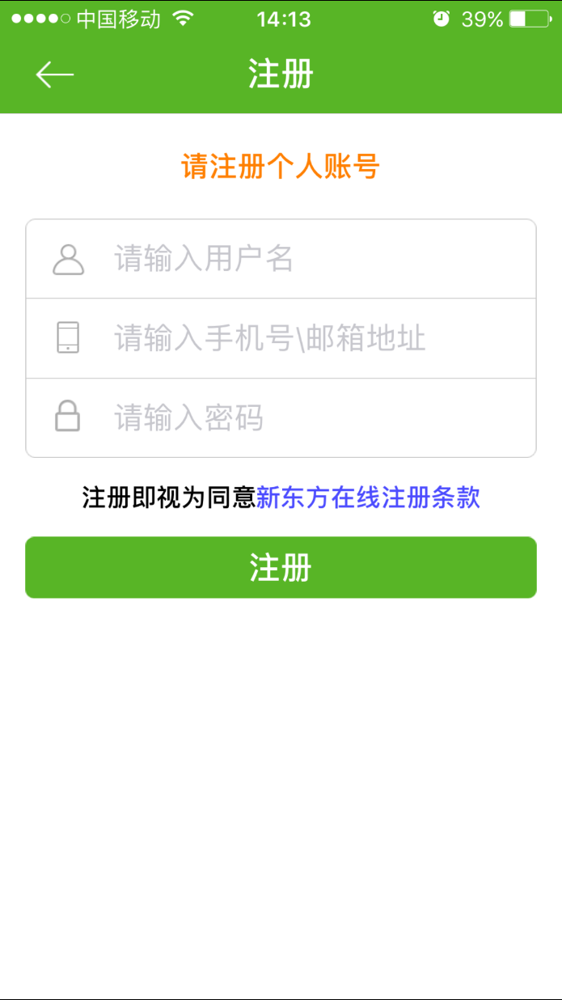 中国移动 14:13 39%
注册
请注册个人账号
请输入用户名
请输入手机号\邮箱地址
请输入密码
注册即视为同意新东方在线注册条款
注册